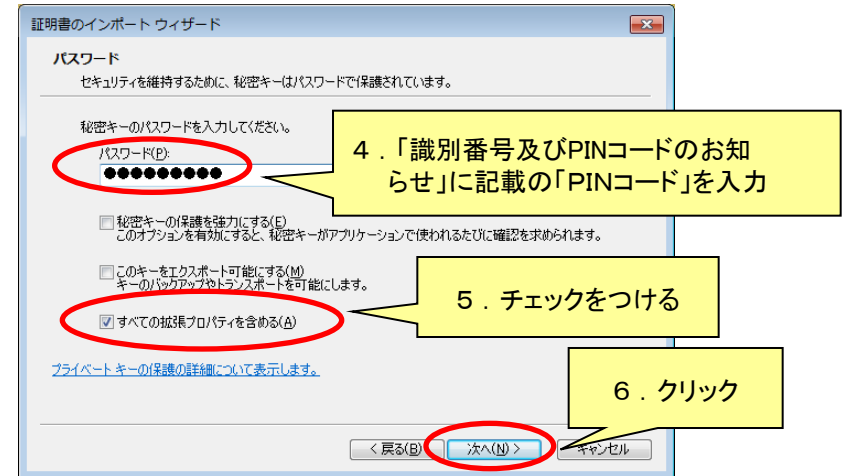 証明書のインポート ウィザード
パスワード
セキュリティを維持するために、秘密キーはパスワードで保護されています。
秘密キーのパスワードを入力してください。
パスワード(P):
●●●●●●●●●
４．「識別番号及びPINコードのお知
らせ」に記載の「PINコード」を入力
秘密キーの保護を強力にする(E)
このオプションを有効にすると、秘密キーがアプリケーションで使われるたびに確認を求められます。
このキーをエクスポート可能にする(M)
キーのバックアップやトランスポートを可能にします。
５．チェックをつける
すべての拡張プロパティを含める(A)
プライベート キーの保護の詳細について表示します。
６．クリック
< 戻る(B)
次へ(N) >
キャンセル